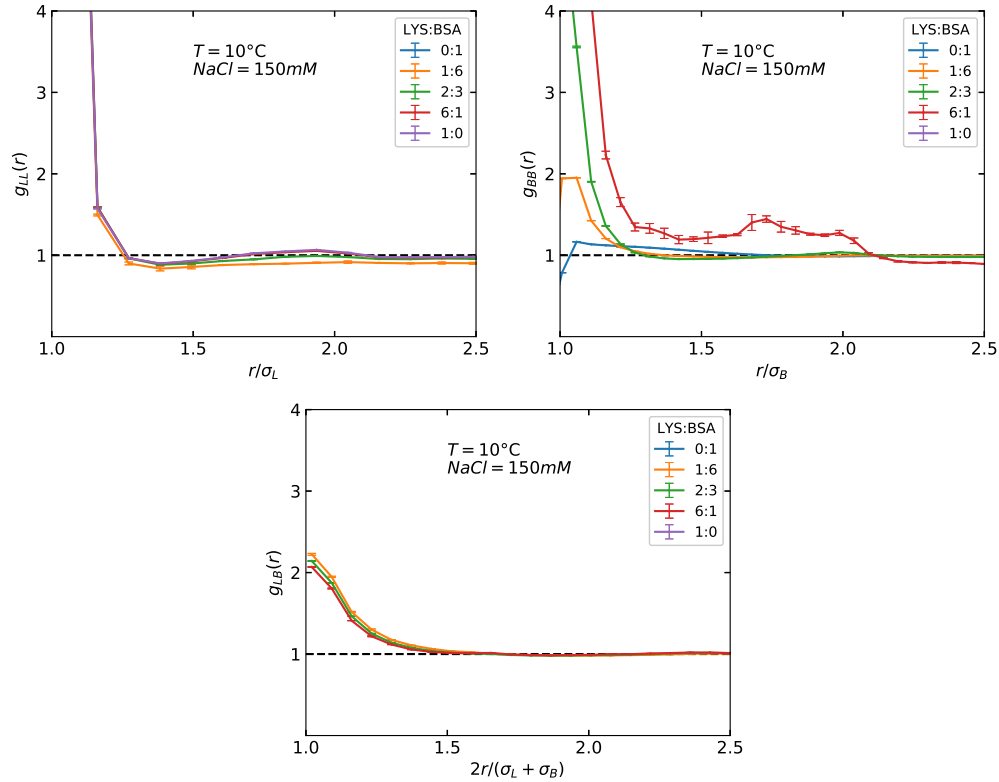 4
3
2
1
1.0
1.5
2.0
2.5
g_LL(r)
r/σ_L
T = 10°C
NaCl = 150mM
LYS:BSA
0:1
1:6
2:3
6:1
1:0
4
3
2
1
1.0
1.5
2.0
2.5
g_BB(r)
r/σ_B
T = 10°C
NaCl = 150mM
LYS:BSA
0:1
1:6
2:3
6:1
1:0
4
3
2
1
1.0
1.5
2.0
2.5
g_LB(r)
2r/(σ_L + σ_B)
T = 10°C
NaCl = 150mM
LYS:BSA
0:1
1:6
2:3
6:1
1:0